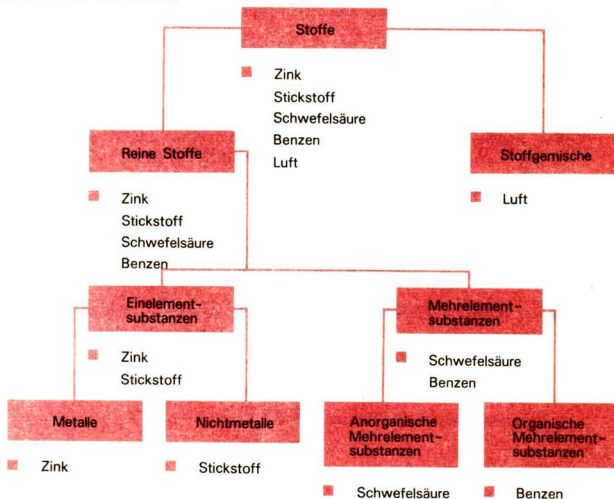 Stoffe
Zink
Stickstoff
Schwefelsäure
Benzen
Luft
Reine Stoffe
Stoffgemische
Zink
Stickstoff
Schwefelsäure
Benzen
Luft
Einelement-
substanzen
Mehrelement-
substanzen
Zink
Stickstoff
Schwefelsäure
Benzen
Metalle
Nichtmetalle
Anorganische
Mehrelement-
substanzen
Organische
Mehrelement-
substanzen
Zink
Stickstoff
Schwefelsäure
Benzen